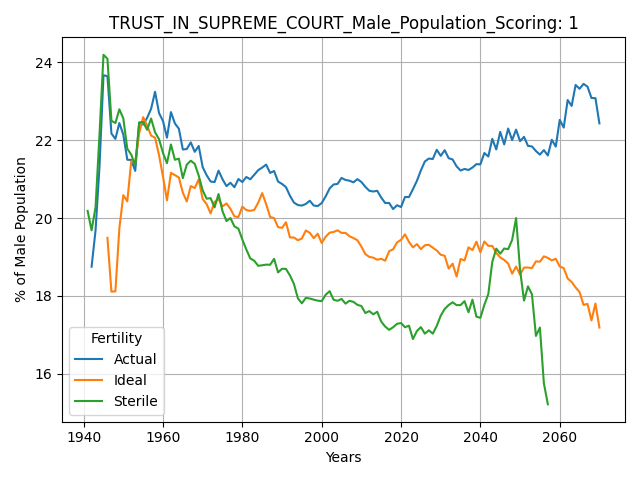 TRUST_IN_SUPREME_COURT_Male_Population_Scoring: 1
% of Male Population
24
22
20
18
16
Fertility
Actual
Ideal
Sterile
1940 1960 1980 2000 2020 2040 2060
Years